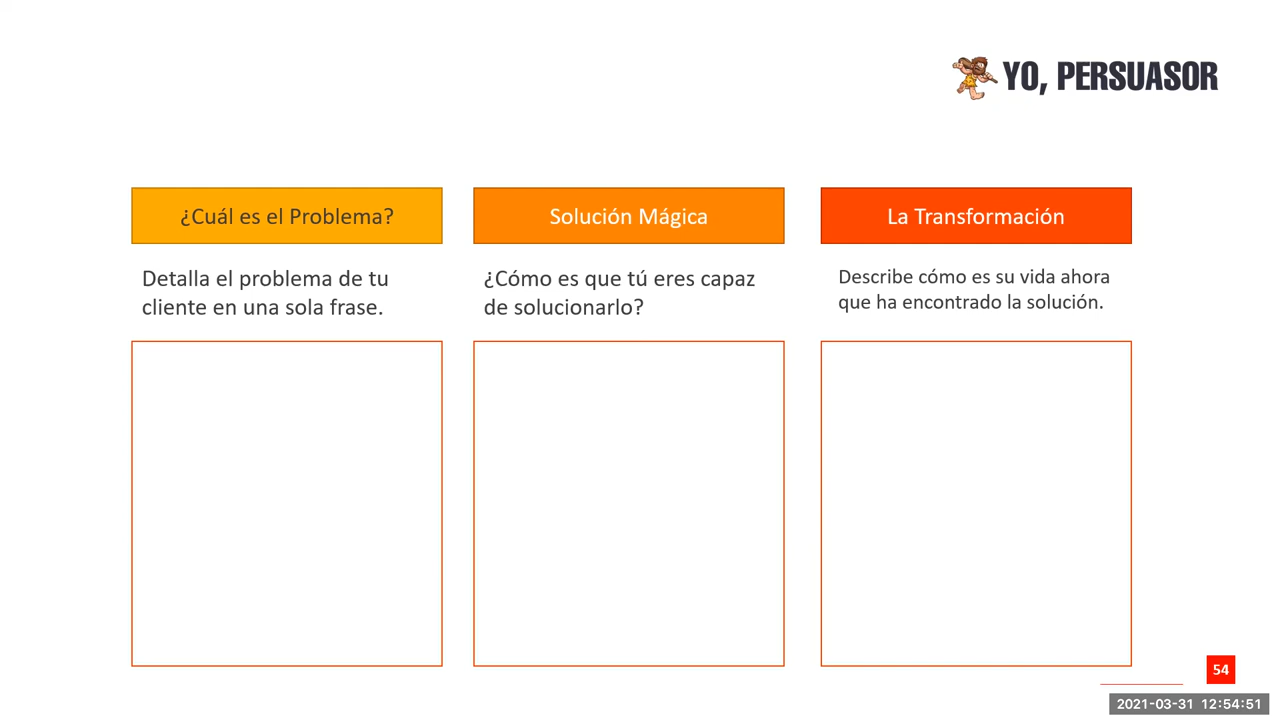 YO, PERSUASOR
¿Cuál es el Problema?
Detalla el problema de tu
cliente en una sola frase.
Solución Mágica
¿Cómo es que tú eres capaz
de solucionarlo?
La Transformación
Describe cómo es su vida ahora
que ha encontrado la solución.
54
2021-03-31 12:54:51